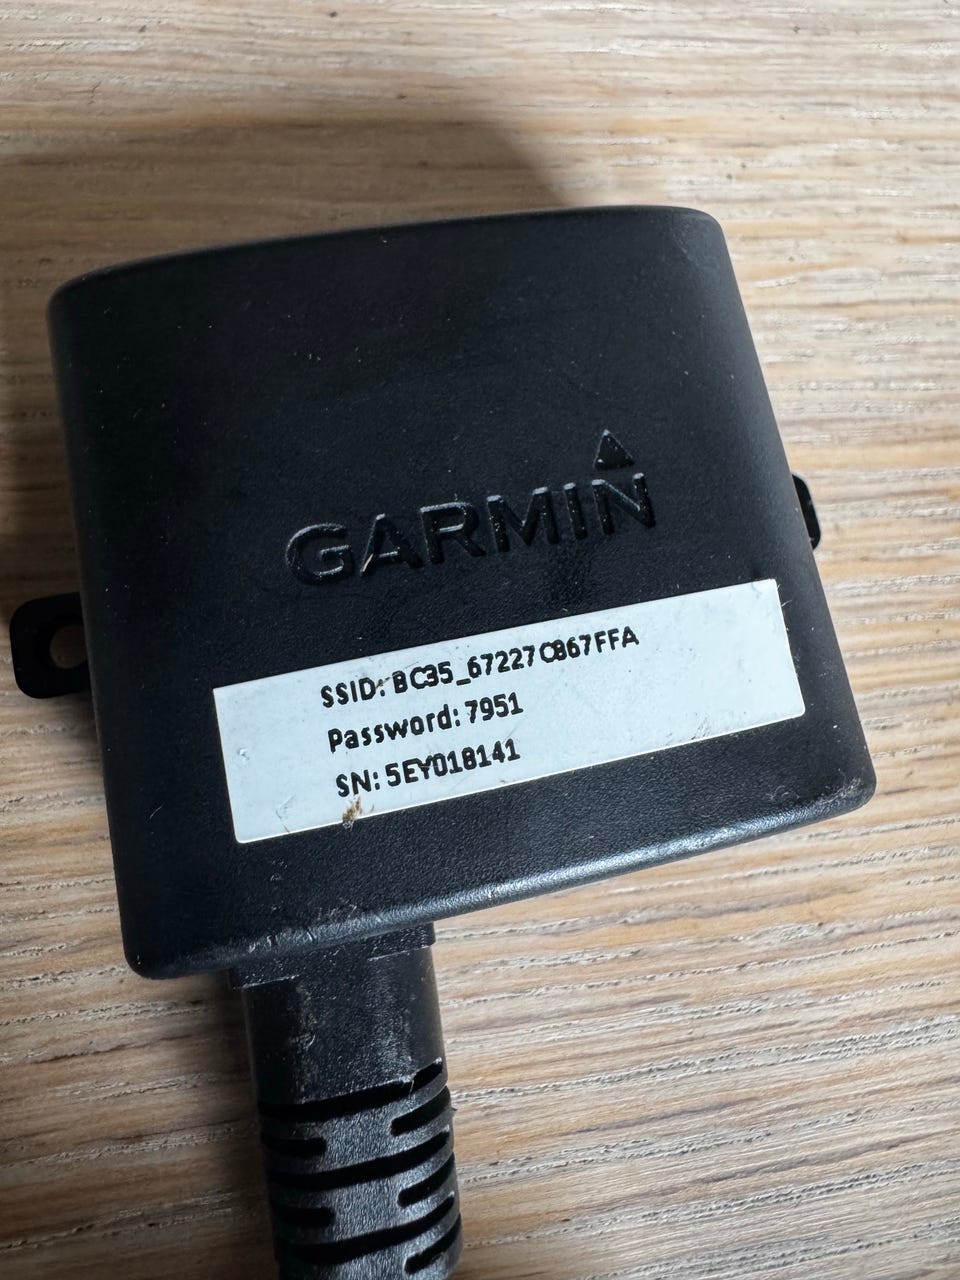 GARMIN
SSID: BC35_67227C867FFA
Password: 7951
SN: 5EY018141